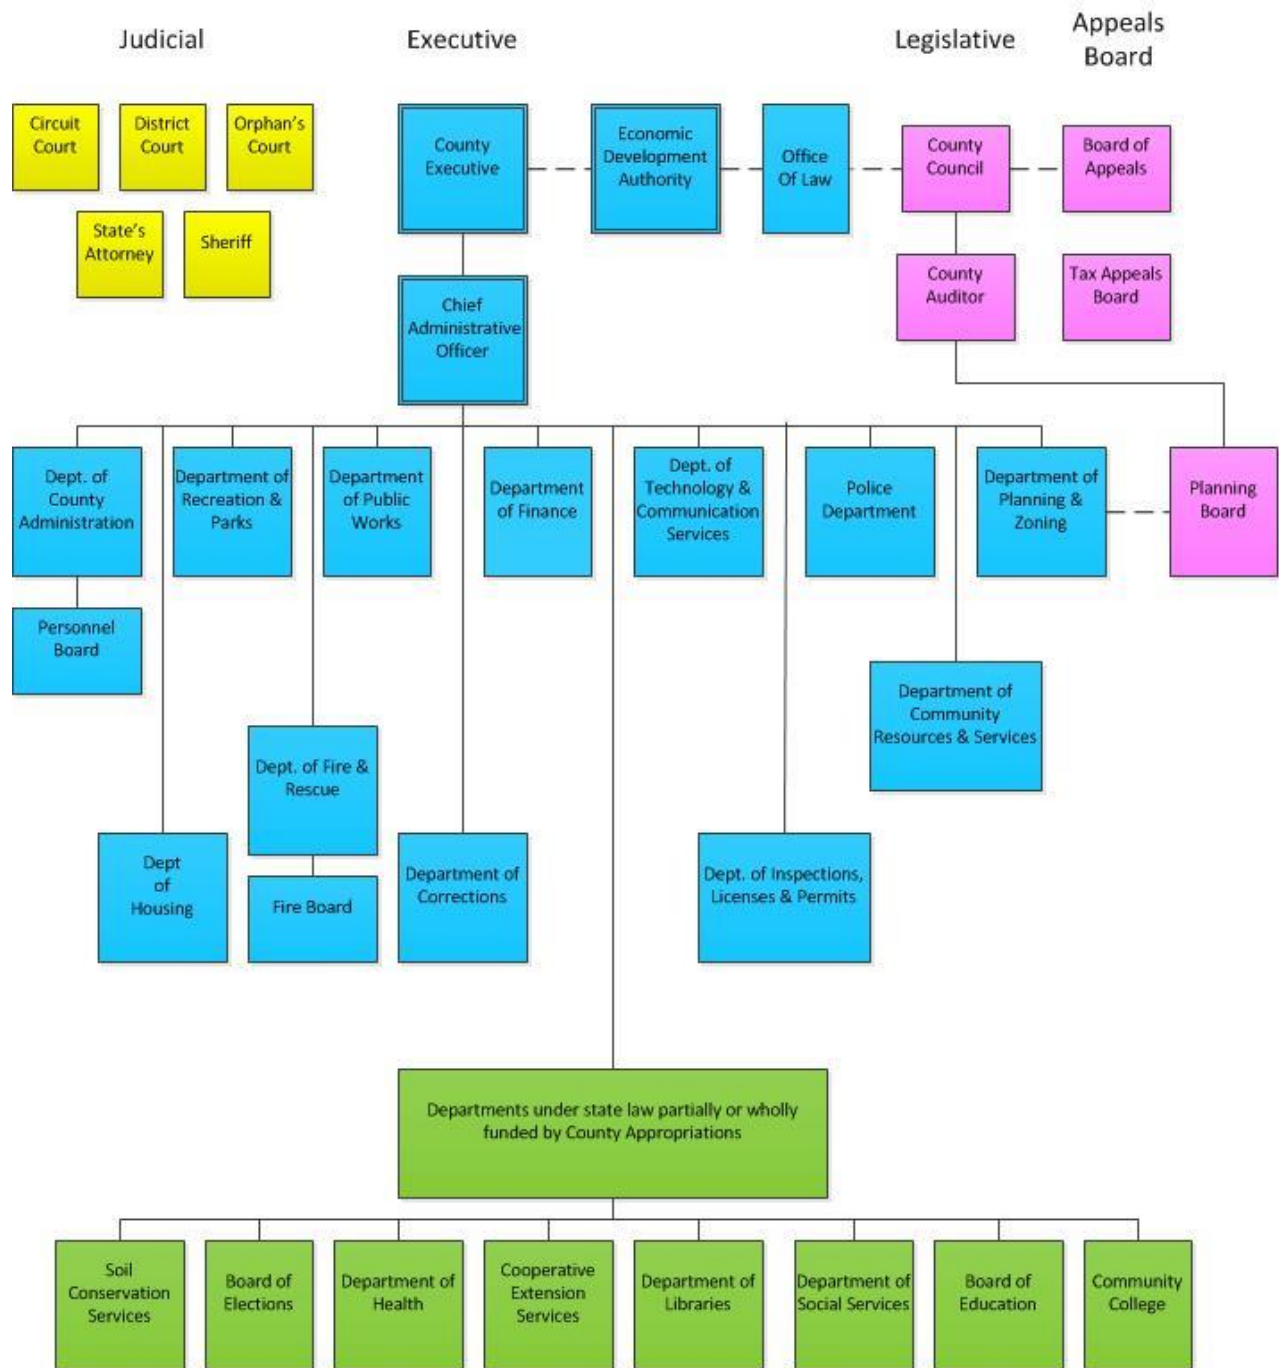 Judicial
Executive
Legislative
Appeals
Board
Circuit
Court
District
Court
Orphan's
Court
County
Executive
Economic
Development
Authority
Office
Of Law
County
Council
Board of
Appeals
State's
Attorney
Sheriff
Chief
Administrative
Officer
County
Auditor
Tax Appeals
Board
Dept. of
County
Administration
Department of
Recreation &
Parks
Department
of Public
Works
Department
of Finance
Dept. of
Technology &
Communication
Services
Police
Department
Department of
Planning &
Zoning
Planning
Board
Personnel
Board
Department of
Community
Resources & Services
Dept. of Fire &
Rescue
Dept
of
Housing
Fire Board
Department of
Corrections
Dept. of Inspections,
Licenses & Permits
Departments under state law partially or wholly
funded by County Appropriations
Soil
Conservation
Services
Board of
Elections
Department of
Health
Cooperative
Extension
Services
Department of
Libraries
Department of
Social Services
Board of
Education
Community
College